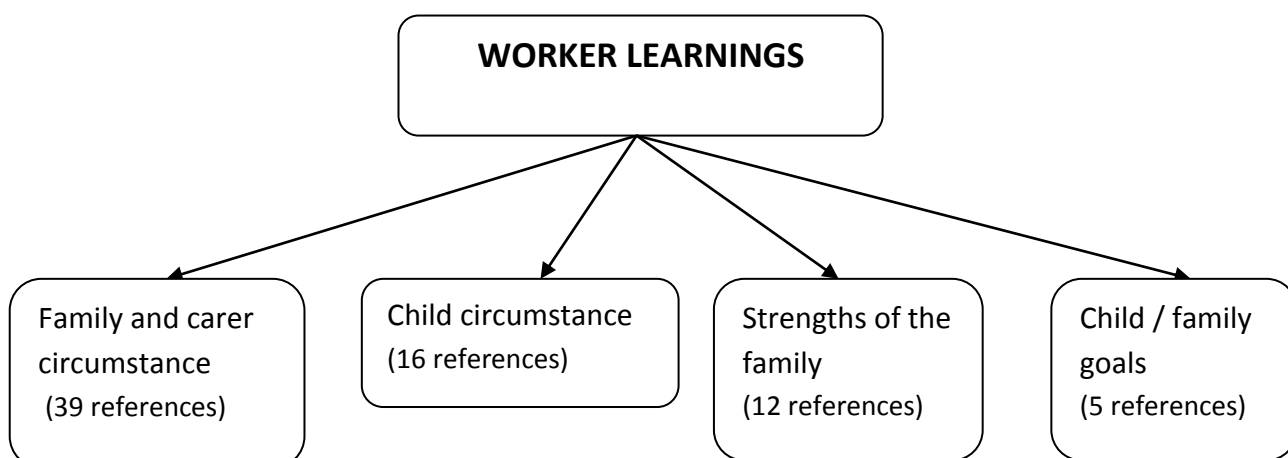 WORKER LEARNINGS
Family and carer
circumstance
(39 references)
Child circumstance
(16 references)
Strengths of the
family
(12 references)
Child / family
goals
(5 references)